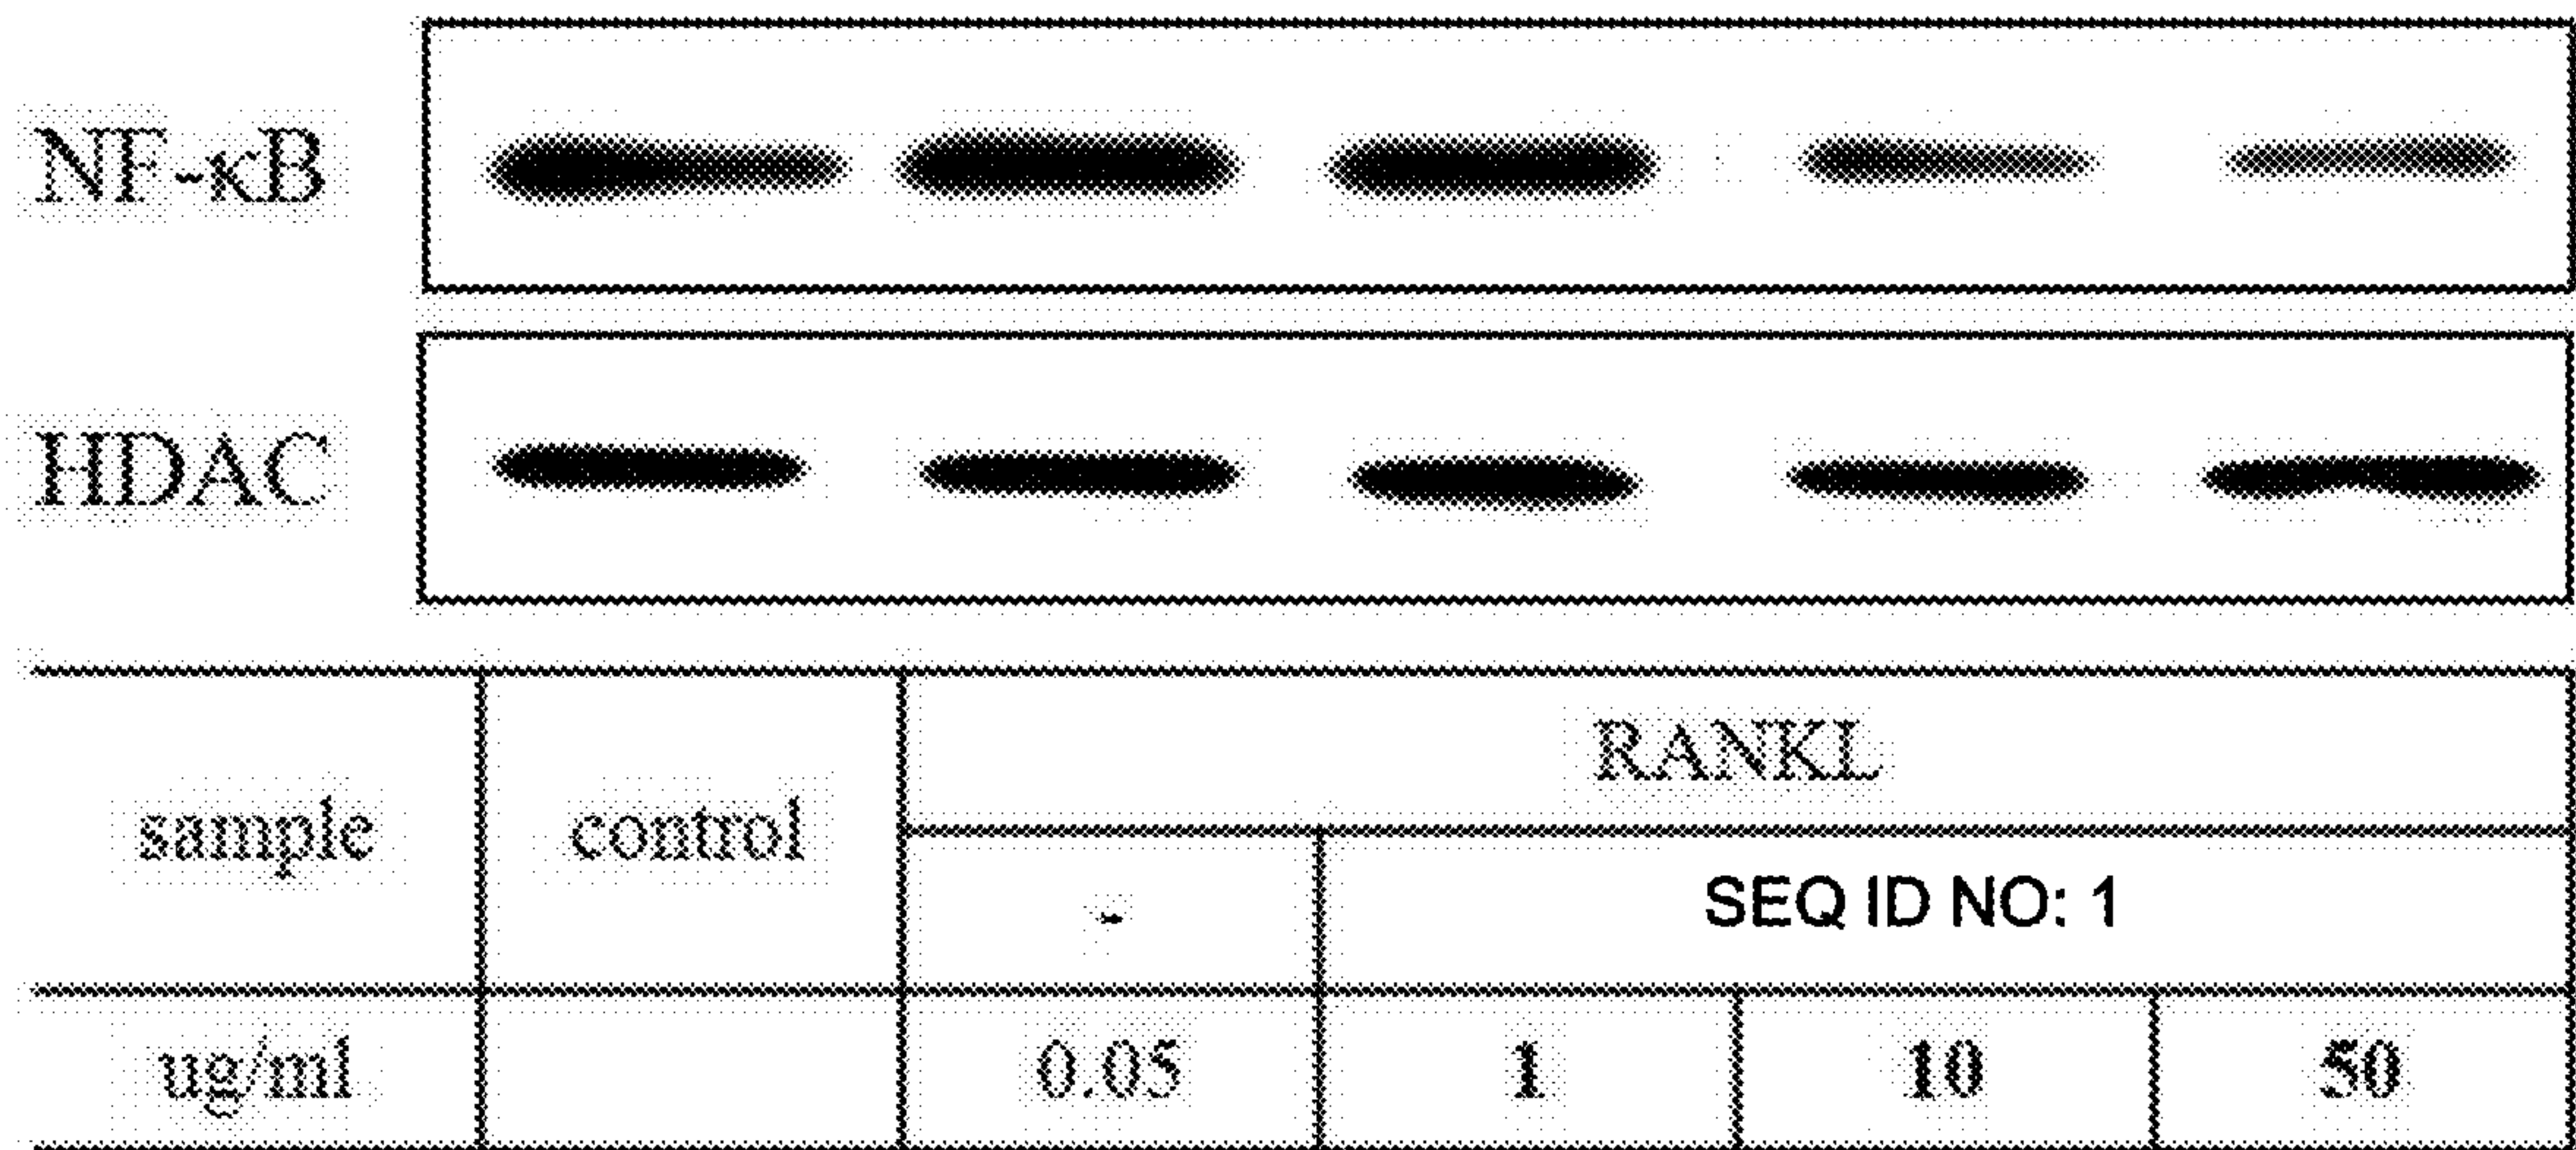 NF-κB
HDAC
RANKL
sample control
- SEQ ID NO: 1
ug/ml 0.05 1 10 50